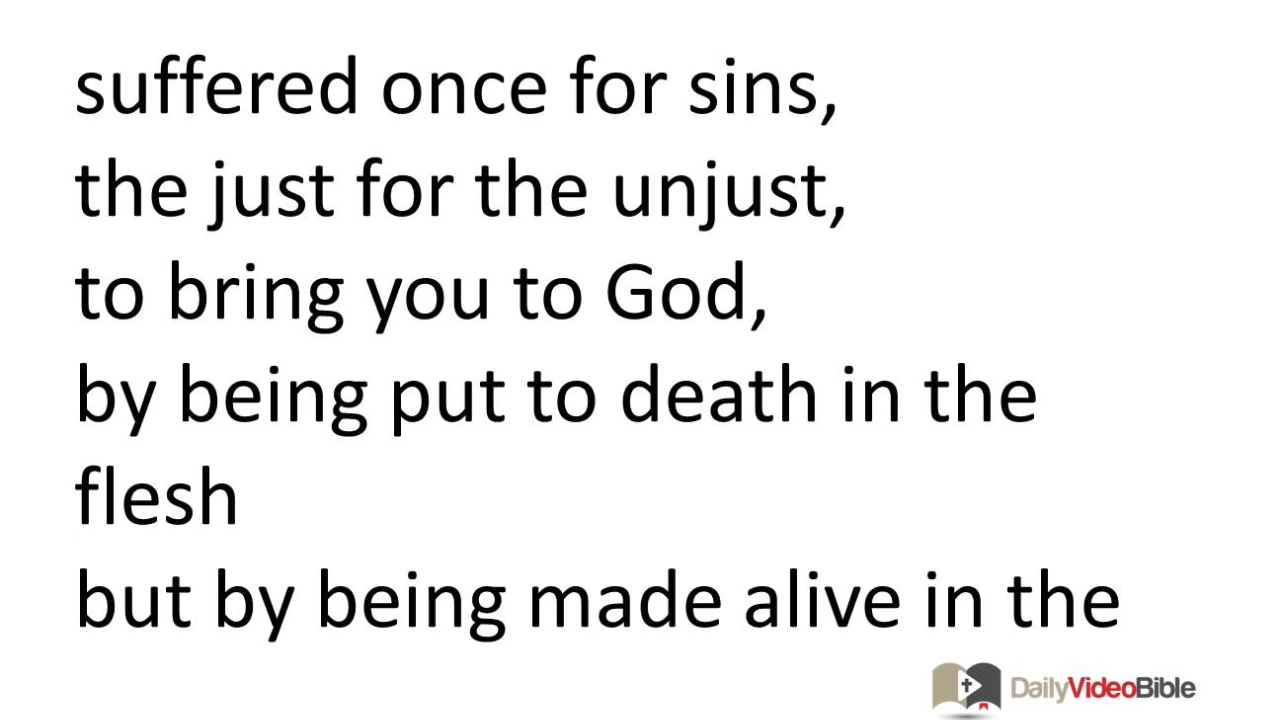 suffered once for sins,
the just for the unjust,
to bring you to God,
by being put to death in the
flesh
but by being made alive in the
DailyVideoBible